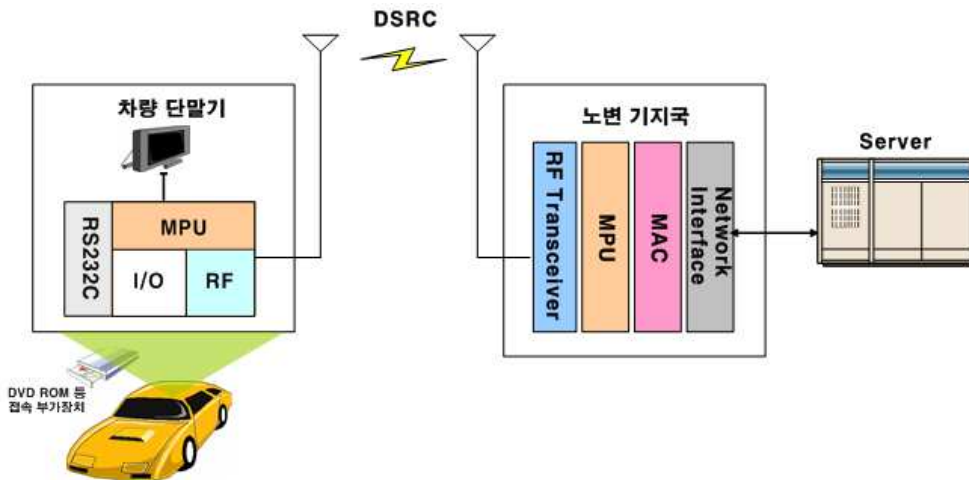 DSRC
차량 단말기
RS232C
MPU
I/O
RF
DVD ROM 등
접속 부가장치
노변 기지국
RF Transceiver
MPU
MAC
Network
Interface
Server